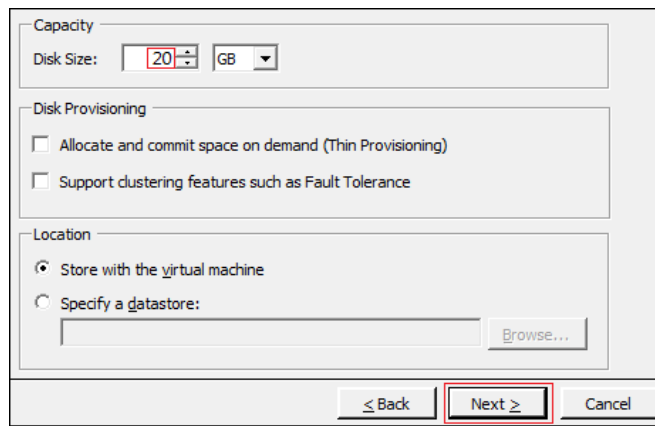 Capacity
Disk Size: 20 GB
Disk Provisioning
Allocate and commit space on demand (Thin Provisioning)
Support clustering features such as Fault Tolerance
Location
Store with the virtual machine
Specify a datastore:
Browse...
< Back Next > Cancel